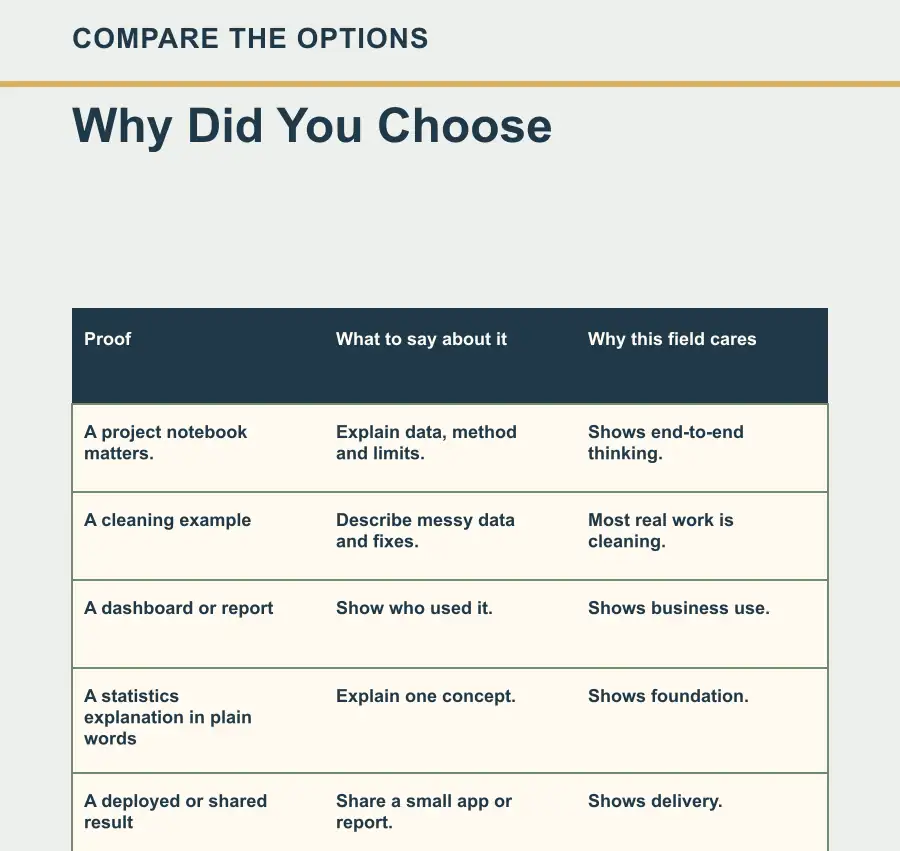 COMPARE THE OPTIONS
Why Did You Choose
Proof
What to say about it
Why this field cares
A project notebook
matters.
Explain data, method
and limits.
Shows end-to-end
thinking.
A cleaning example
Describe messy data
and fixes.
Most real work is
cleaning.
A dashboard or report
Show who used it.
Shows business use.
A statistics
explanation in plain
words
Explain one concept.
Shows foundation.
A deployed or shared
result
Share a small app or
report.
Shows delivery.